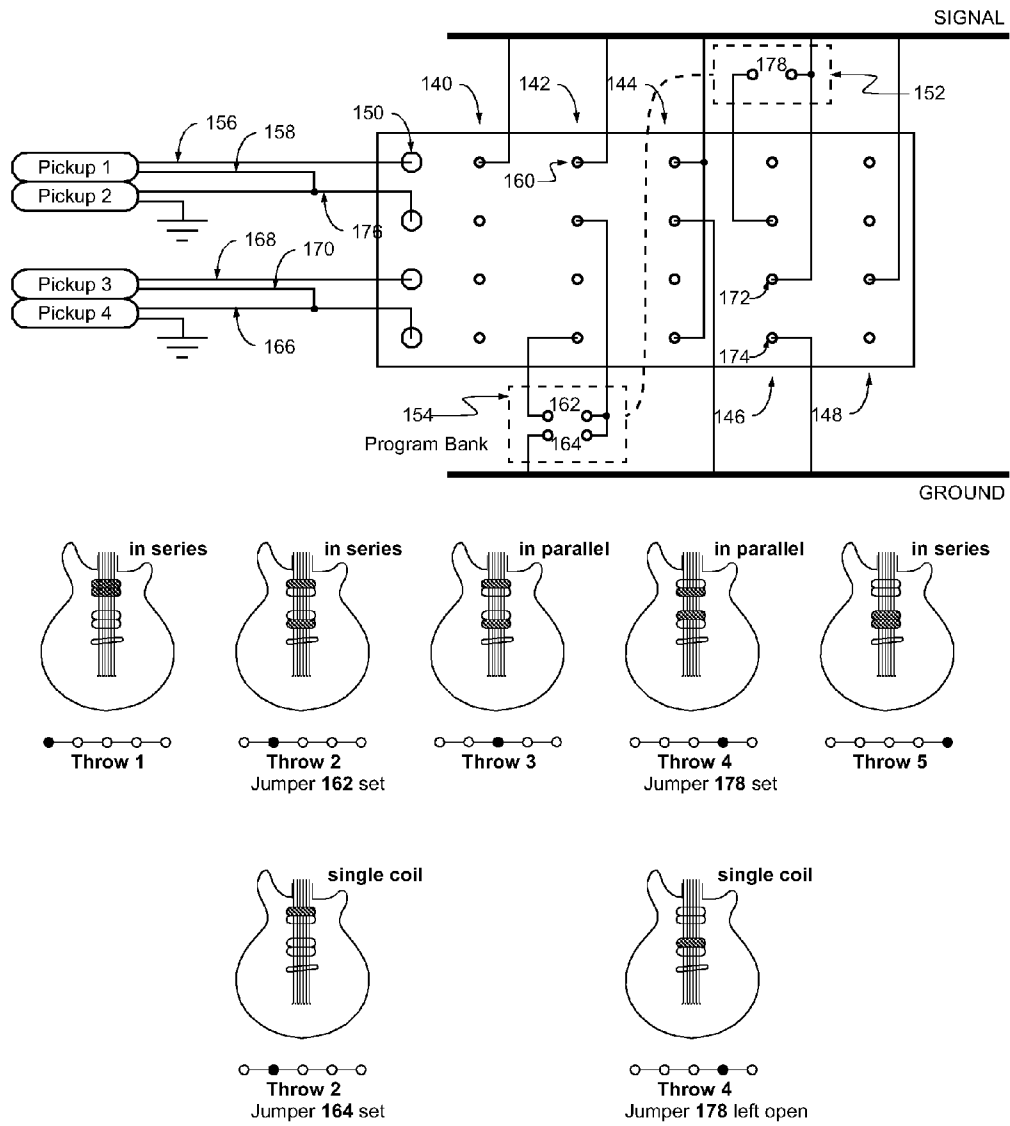 SIGNAL
178
152
140
142
144
150
156
158
Pickup 1
Pickup 2
160
176
168
170
Pickup 3
Pickup 4
172
166
174
154
162
164
146
148
Program Bank
GROUND
in series
in series
in parallel
in parallel
in series
Throw 1
Throw 2
Throw 3
Throw 4
Throw 5
Jumper 162 set
Jumper 178 set
single coil
single coil
Throw 2
Throw 4
Jumper 164 set
Jumper 178 left open